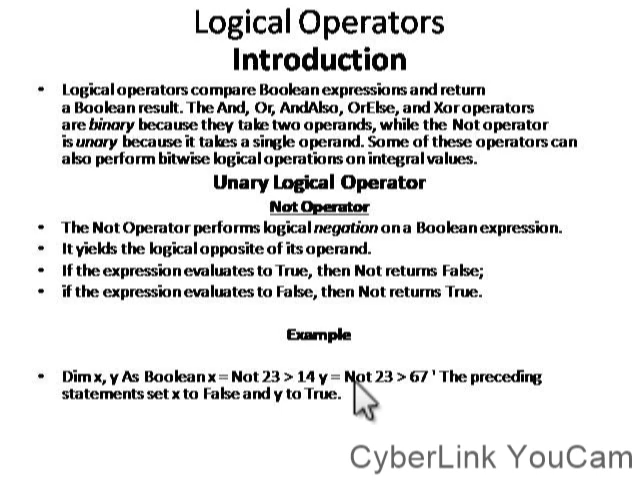 Logical Operators
Introduction
• Logical operators compare Boolean expressions and return
a Boolean result. The And, Or, AndAlso, OrElse, and Xor operators
are binary because they take two operands, while the Not operator
is unary because it takes a single operand. Some of these operators can
also perform bitwise logical operations on integral values.
Unary Logical Operator
Not Operator
• The Not Operator performs logical negation on a Boolean expression.
• It yields the logical opposite of its operand.
• If the expression evaluates to True, then Not returns False;
• if the expression evaluates to False, then Not returns True.
Example
• Dim x, y As Boolean x = Not 23 > 14 y = Not 23 > 67 ' The preceding
statements set x to False and y to True.
CyberLink YouCam